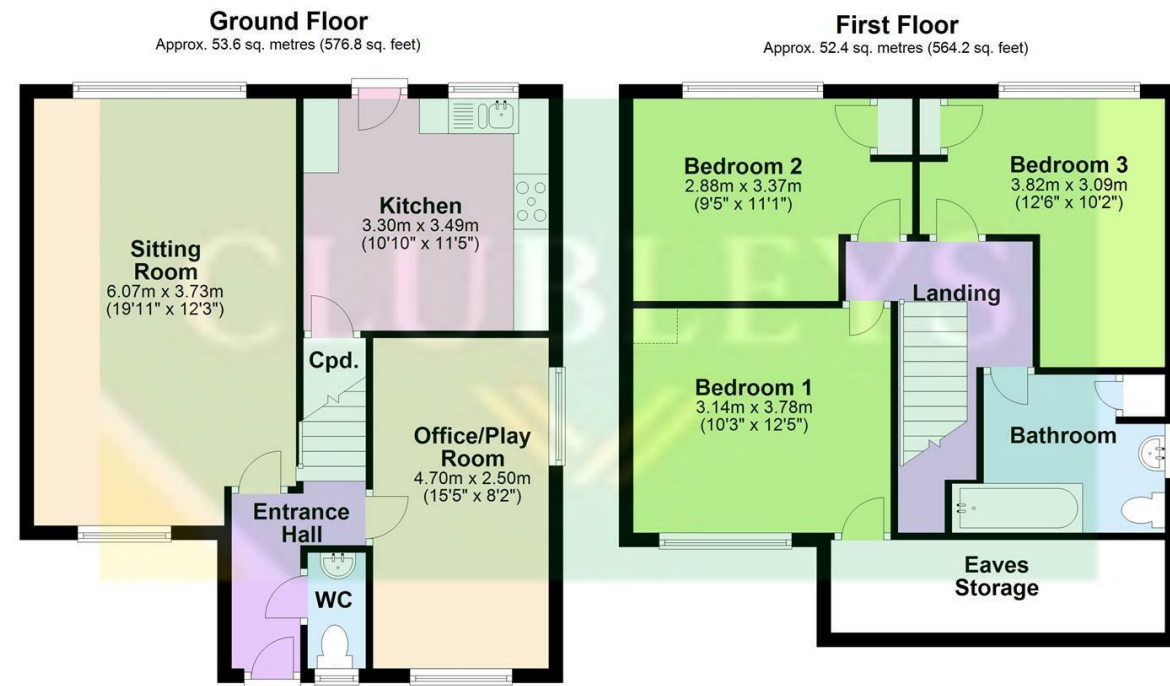 Ground Floor
Approx. 53.6 sq. metres (576.8 sq. feet)
Sitting
Room
6.07m x 3.73m
(19'11" x 12'3")
Kitchen
3.30m x 3.49m
(10'10" x 11'5")
Cpd.
Office/Play
Room
4.70m x 2.50m
(15'5" x 8'2")
Entrance
Hall
WC
First Floor
Approx. 52.4 sq. metres (564.2 sq. feet)
Bedroom 2
2.88m x 3.37m
(9'5" x 11'1")
Bedroom 3
3.82m x 3.09m
(12'6" x 10'2")
Landing
Bedroom 1
3.14m x 3.78m
(10'3" x 12'5")
Bathroom
Eaves
Storage
CLUBLEYS